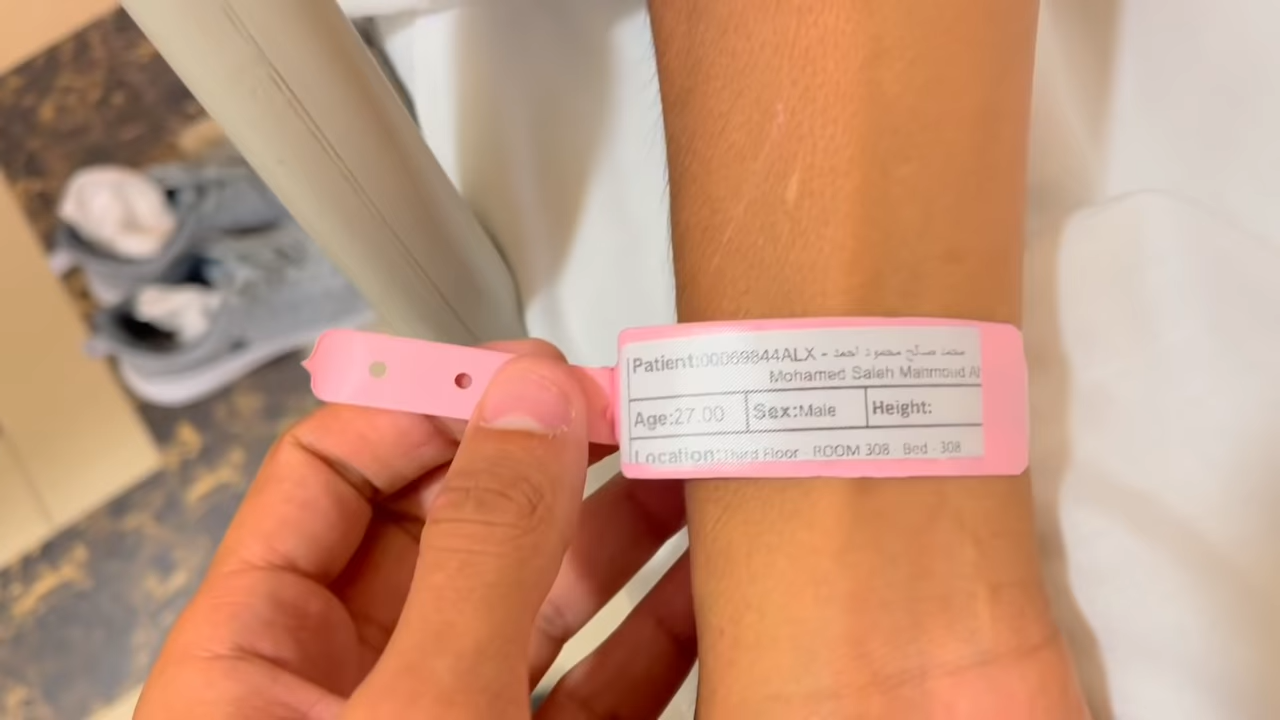 Patient:00069844ALX - محمد صالح محمود احمد
Mohamed Saleh Mahmoud A
Age:27.00 Sex:Male Height:
Location:Third Floor - ROOM 308 Bed - 308